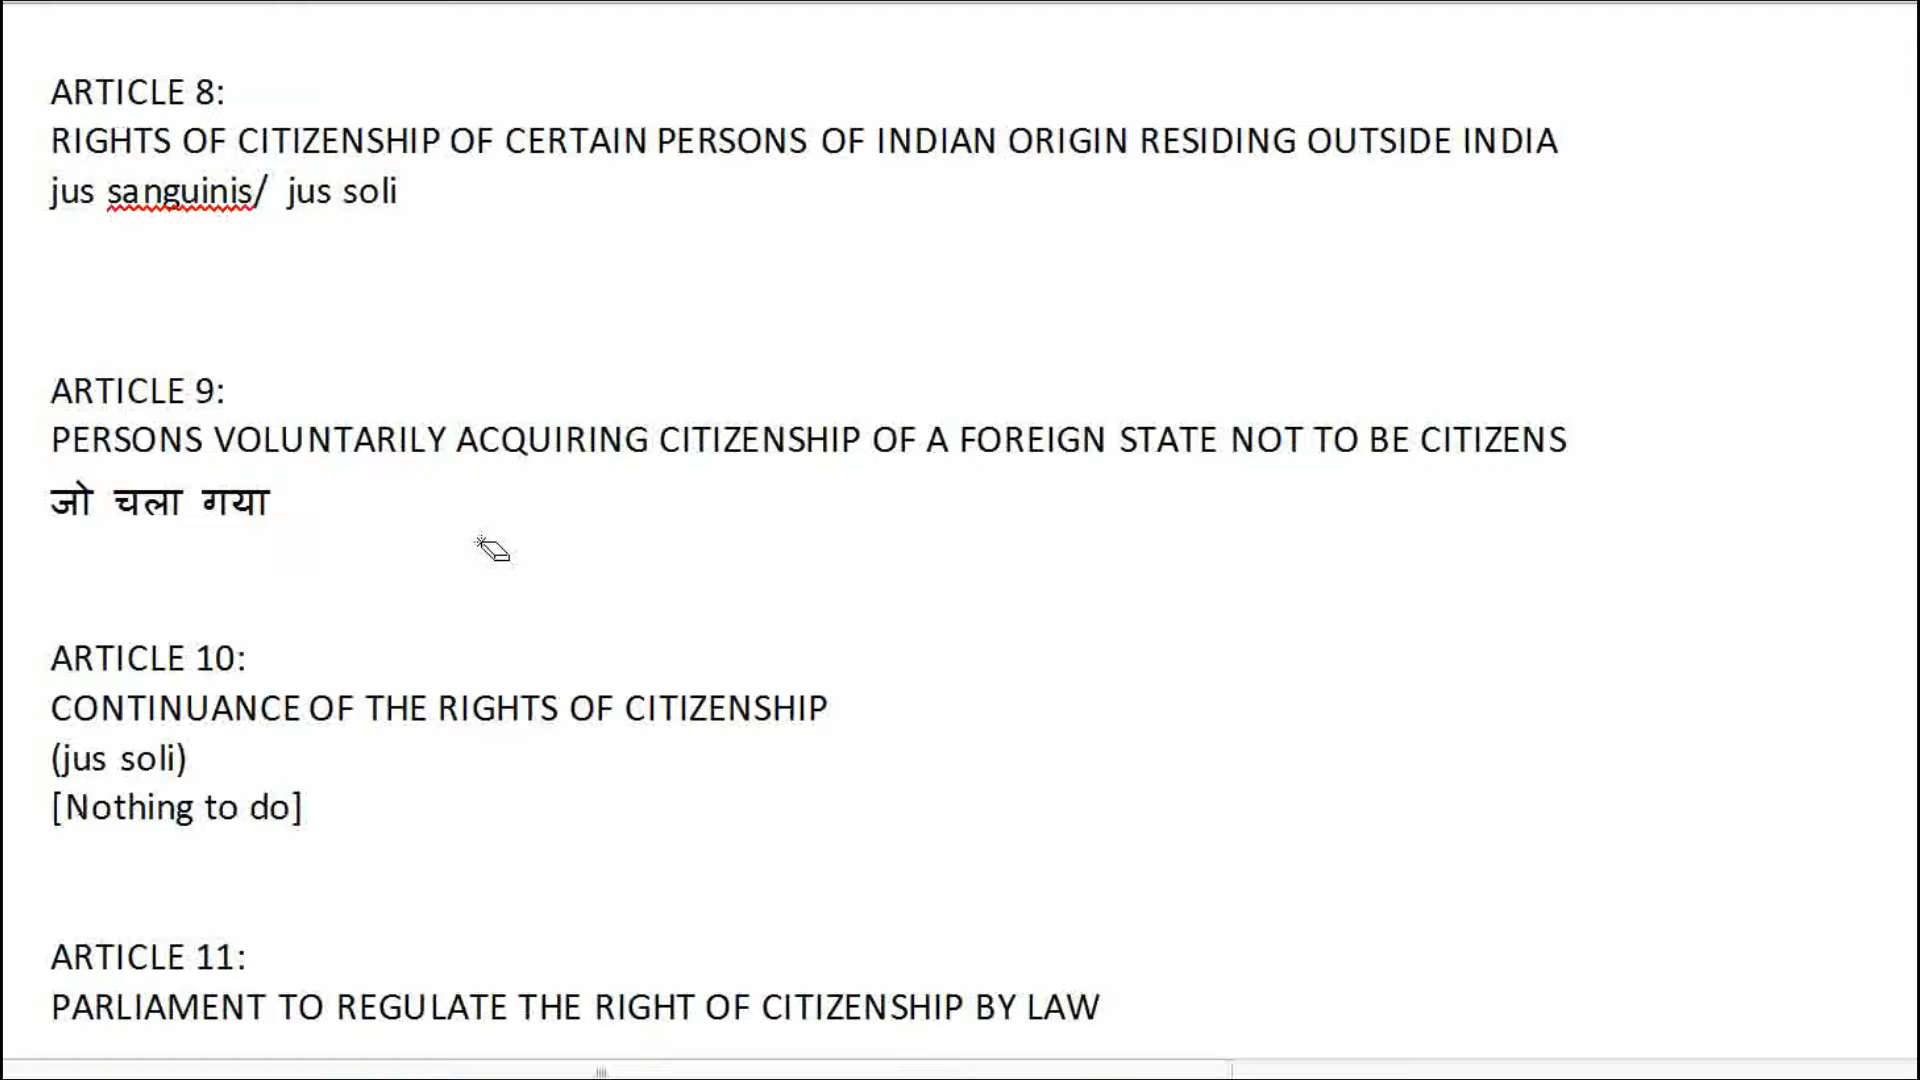 ARTICLE 8:
RIGHTS OF CITIZENSHIP OF CERTAIN PERSONS OF INDIAN ORIGIN RESIDING OUTSIDE INDIA
jus sanguinis/ jus soli
ARTICLE 9:
PERSONS VOLUNTARILY ACQUIRING CITIZENSHIP OF A FOREIGN STATE NOT TO BE CITIZENS
जो चला गया
ARTICLE 10:
CONTINUANCE OF THE RIGHTS OF CITIZENSHIP
(jus soli)
[Nothing to do]
ARTICLE 11:
PARLIAMENT TO REGULATE THE RIGHT OF CITIZENSHIP BY LAW